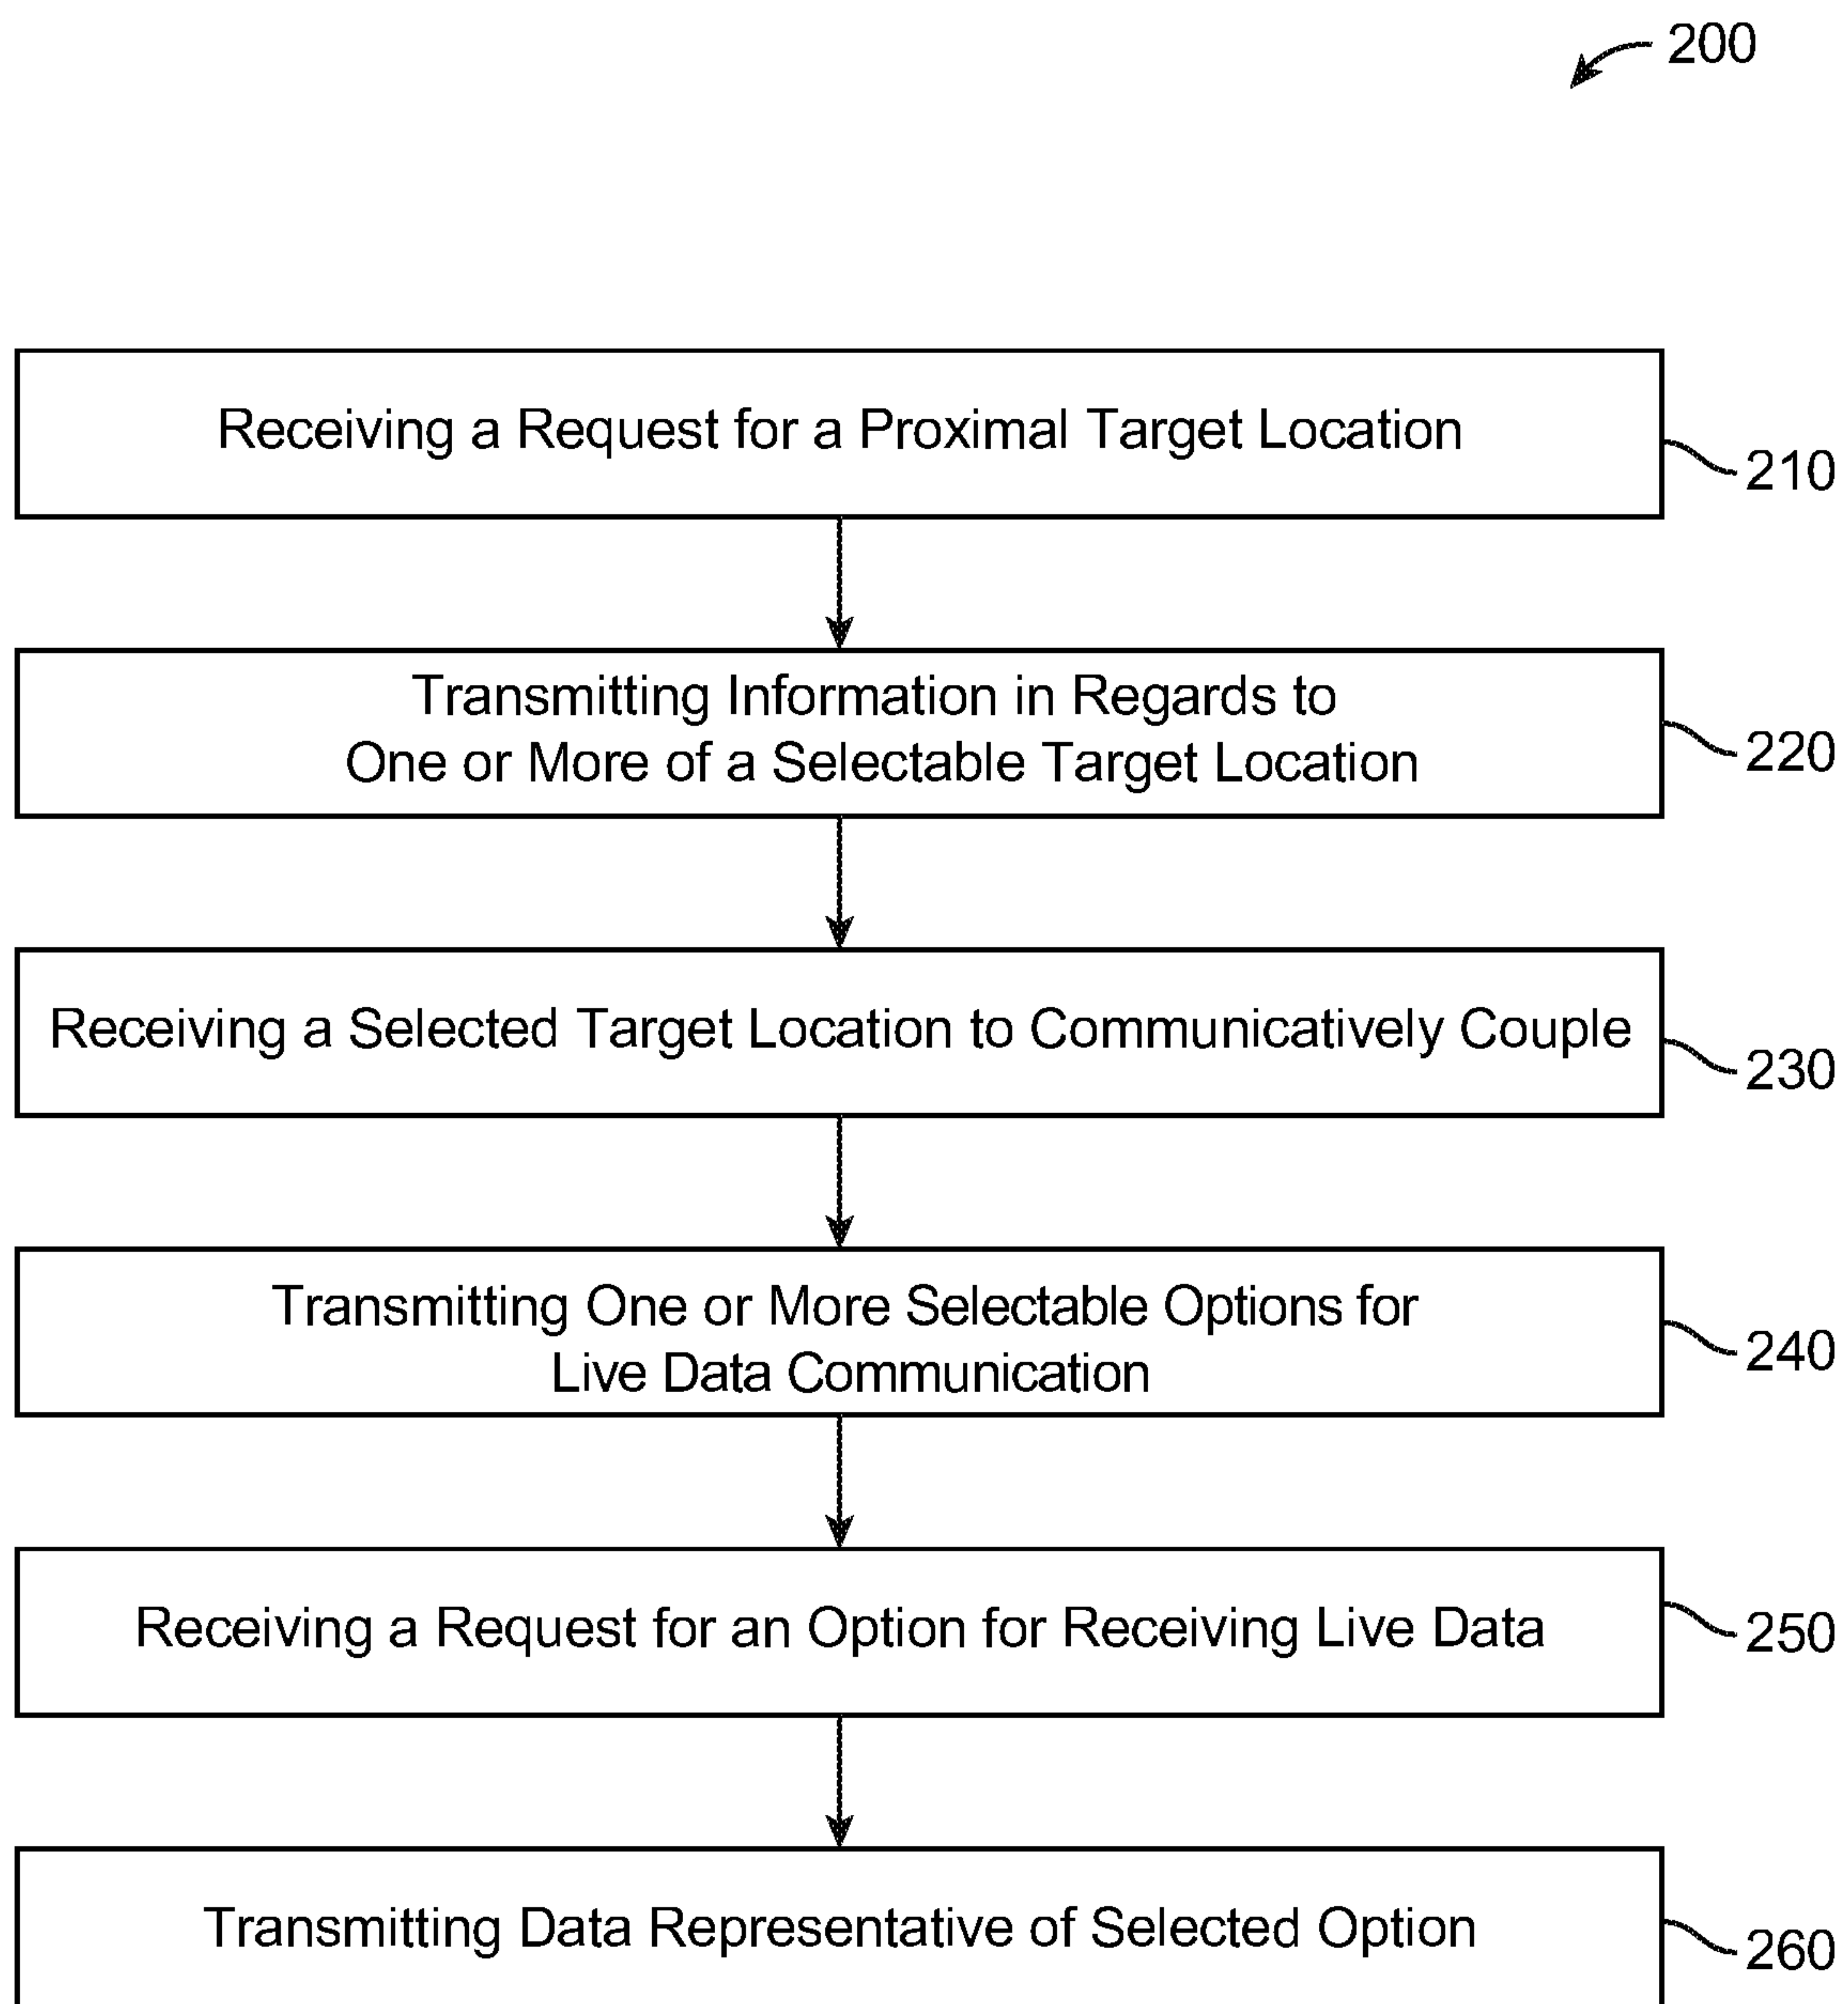 200
Receiving a Request for a Proximal Target Location
210
Transmitting Information in Regards to
One or More of a Selectable Target Location
220
Receiving a Selected Target Location to Communicatively Couple
230
Transmitting One or More Selectable Options for
Live Data Communication
240
Receiving a Request for an Option for Receiving Live Data
250
Transmitting Data Representative of Selected Option
260